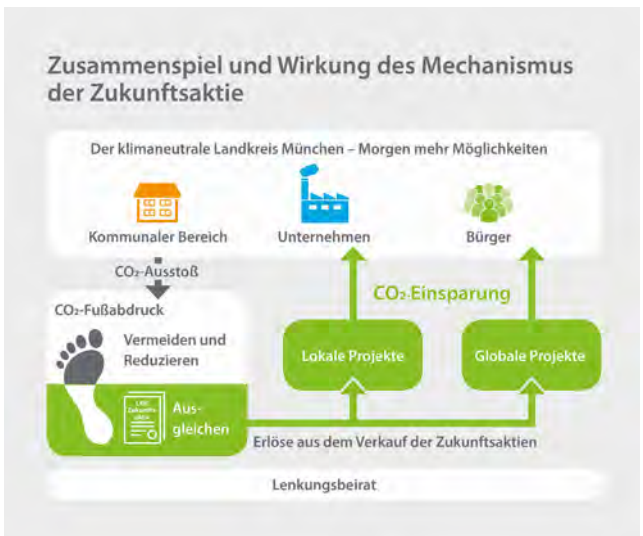 Zusammenspiel und Wirkung des Mechanismus
der Zukunftsaktie
Der klimaneutrale Landkreis München – Morgen mehr Möglichkeiten
Kommunaler Bereich
Unternehmen
Bürger
CO₂-Ausstoß
CO₂-Einsparung
CO₂-Fußabdruck
Vermeiden und
Reduzieren
Lokale Projekte
Globale Projekte
Zukunfts
Aus-
gleichen
Erlöse aus dem Verkauf der Zukunftsaktien
Lenkungsbeirat